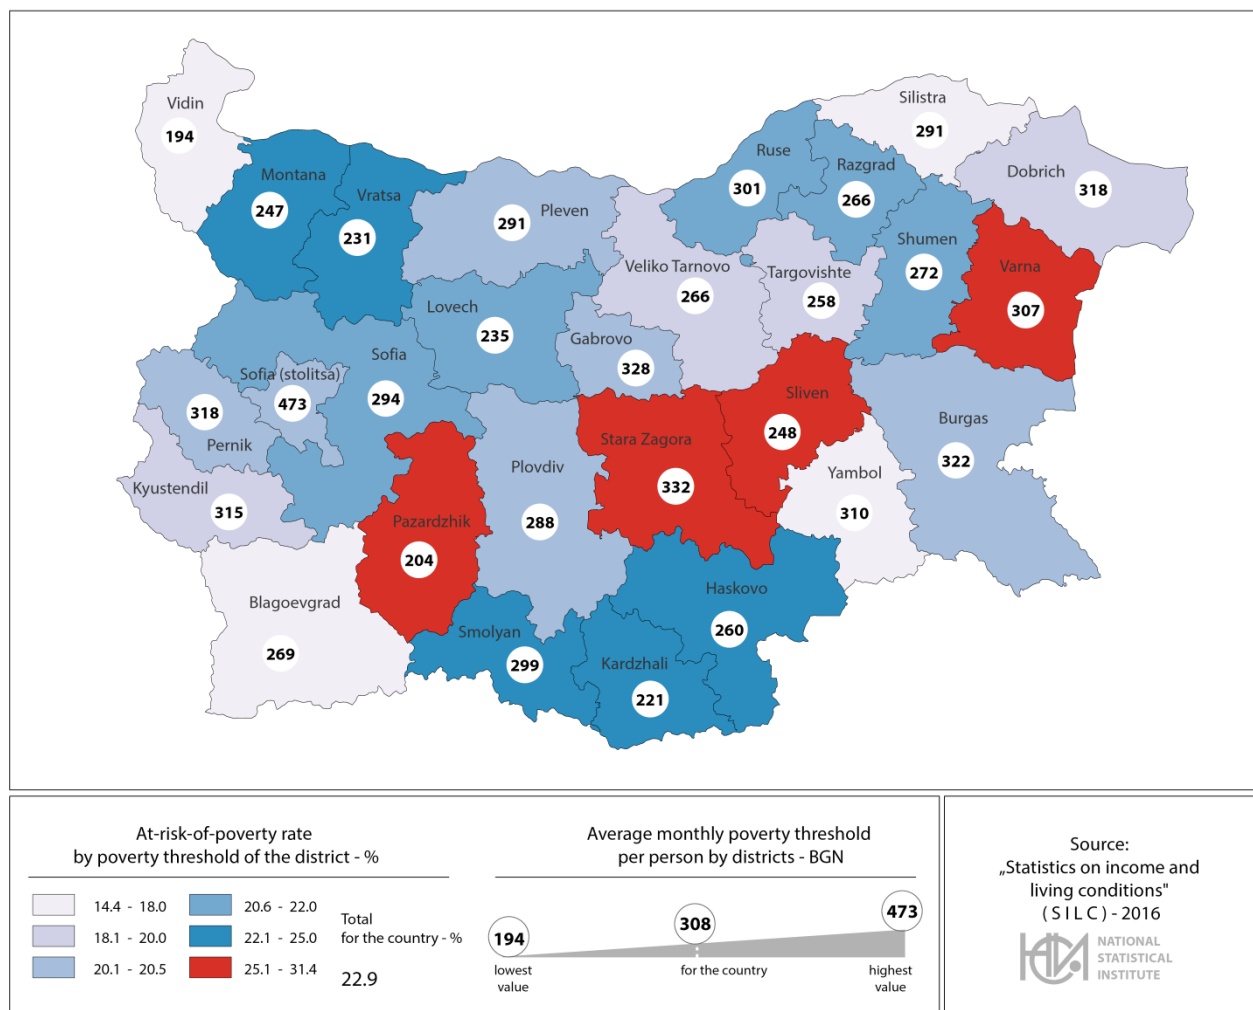 Vidin
194
Montana
247
Vratsa
231
Pleven
291
Ruse
301
Razgrad
266
Silistra
291
Dobrich
318
Shumen
272
Varna
307
Veliko Tarnovo
266
Targovishte
258
Lovech
235
Gabrovo
328
Sofia
294
Sofia (stolitsa)
473
318
Pernik
Kyustendil
315
Sliven
248
Stara Zagora
332
Burgas
322
Yambol
310
Plovdiv
288
Pazardzhik
204
Blagoevgrad
269
Smolyan
299
Haskovo
260
Kardzhali
221
At-risk-of-poverty rate
by poverty threshold of the district - %
14.4 - 18.0
18.1 - 20.0
20.1 - 20.5
20.6 - 22.0
22.1 - 25.0
25.1 - 31.4
Total
for the country - %
22.9
Average monthly poverty threshold
per person by districts - BGN
194
308
473
lowest
value
for the country
highest
value
Source:
„Statistics on income and
living conditions"
( S I L C ) - 2016
НСИ
NATIONAL
STATISTICAL
INSTITUTE